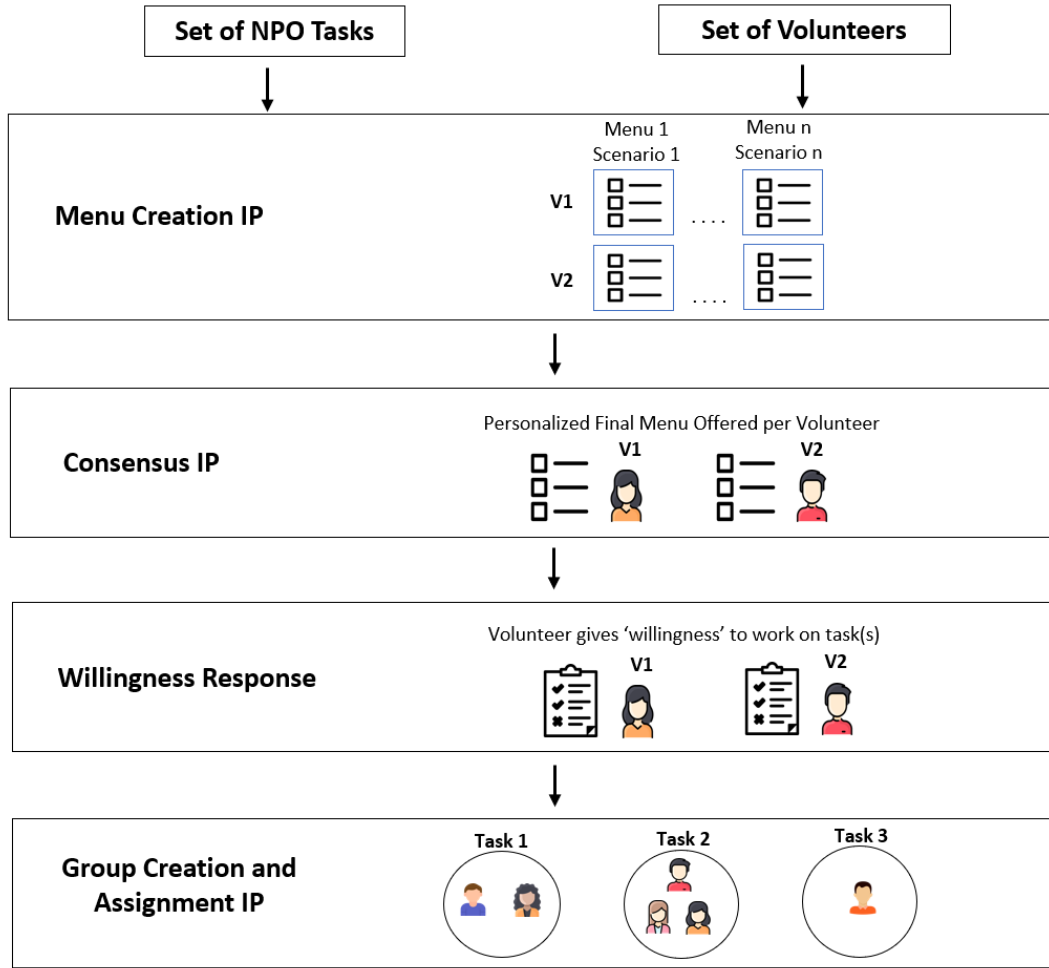 Set of NPO Tasks
Set of Volunteers
Menu Creation IP
Menu 1
Scenario 1
Menu n
Scenario n
V1
. . . .
V2
. . . .
Consensus IP
Personalized Final Menu Offered per Volunteer
V1
V2
Willingness Response
Volunteer gives ‘willingness’ to work on task(s)
V1
V2
Group Creation and
Assignment IP
Task 1
Task 2
Task 3